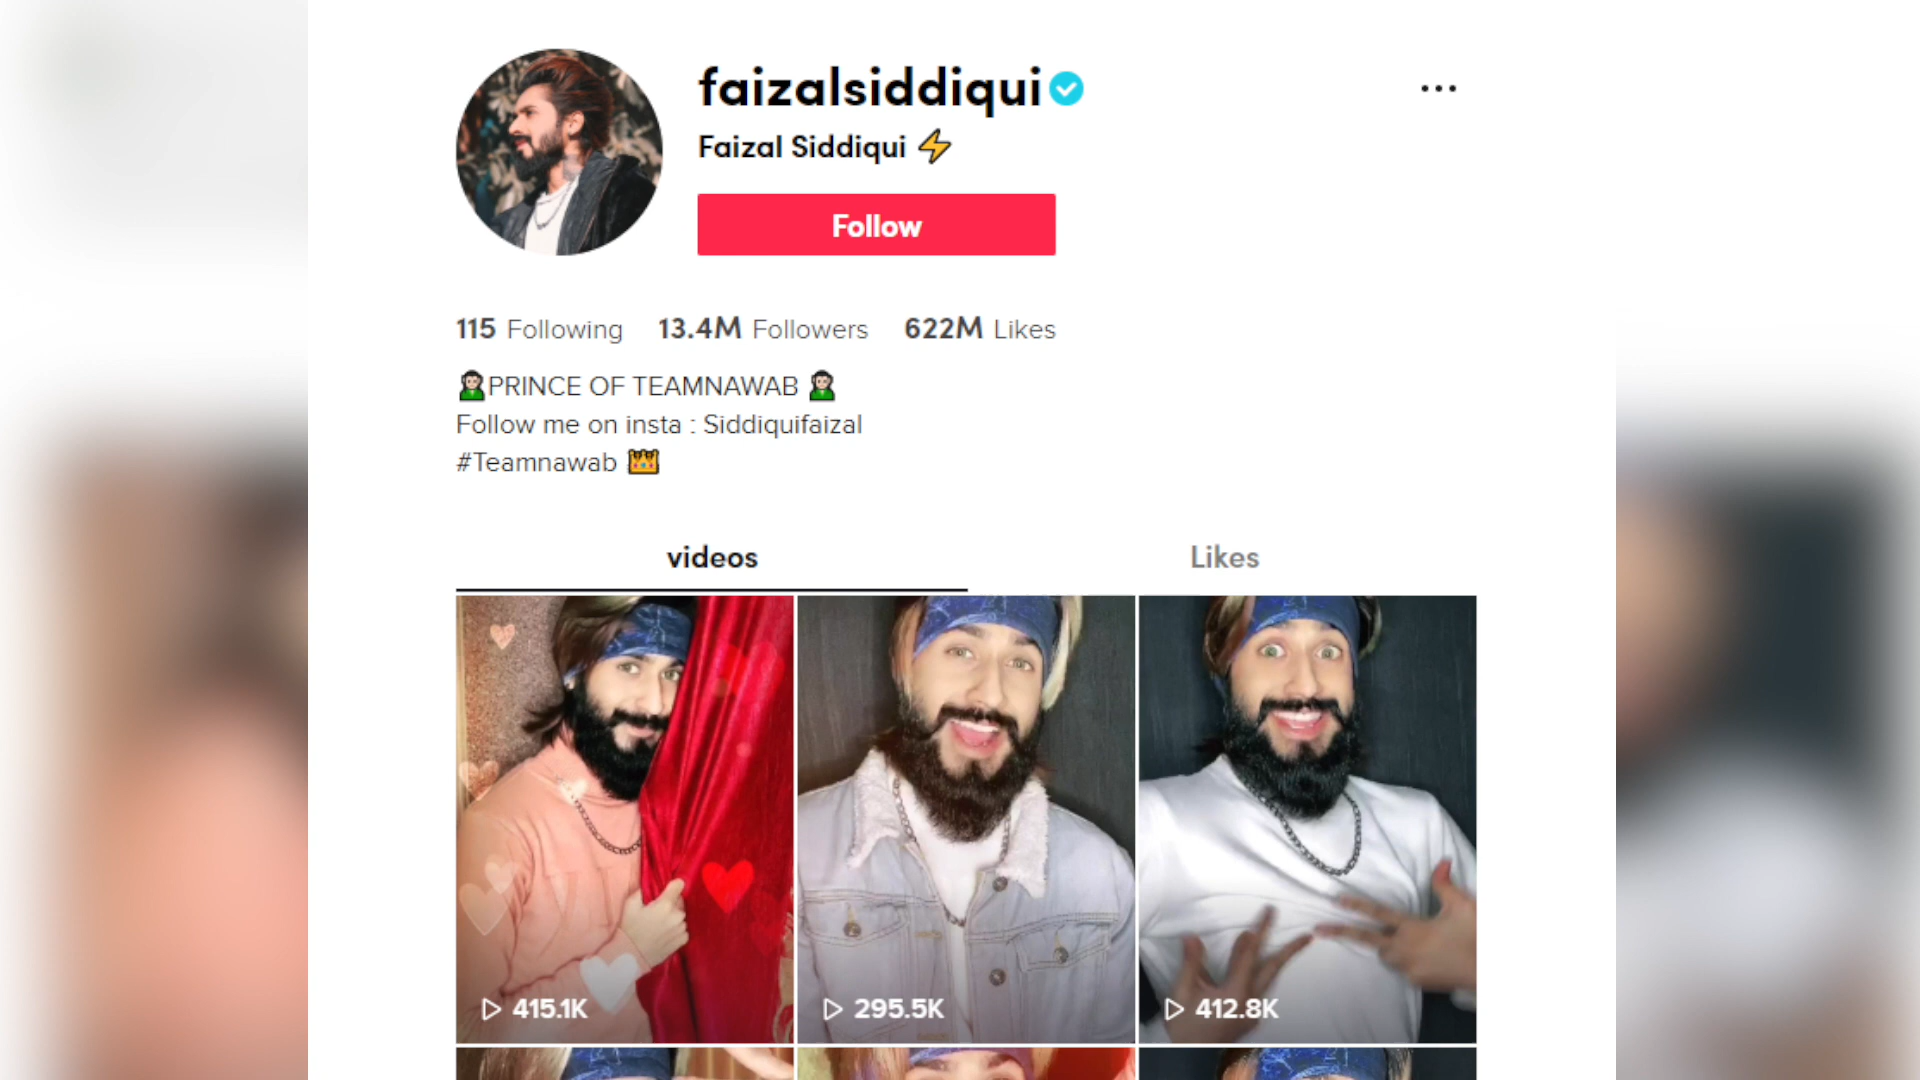 faizalsiddiqui
Faizal Siddiqui ⚡
Follow
115 Following 13.4M Followers 622M Likes
PRINCE OF TEAMNAWAB
Follow me on insta : Siddiquifaizal
#Teamnawab 👑
videos Likes
415.1K 295.5K 412.8K